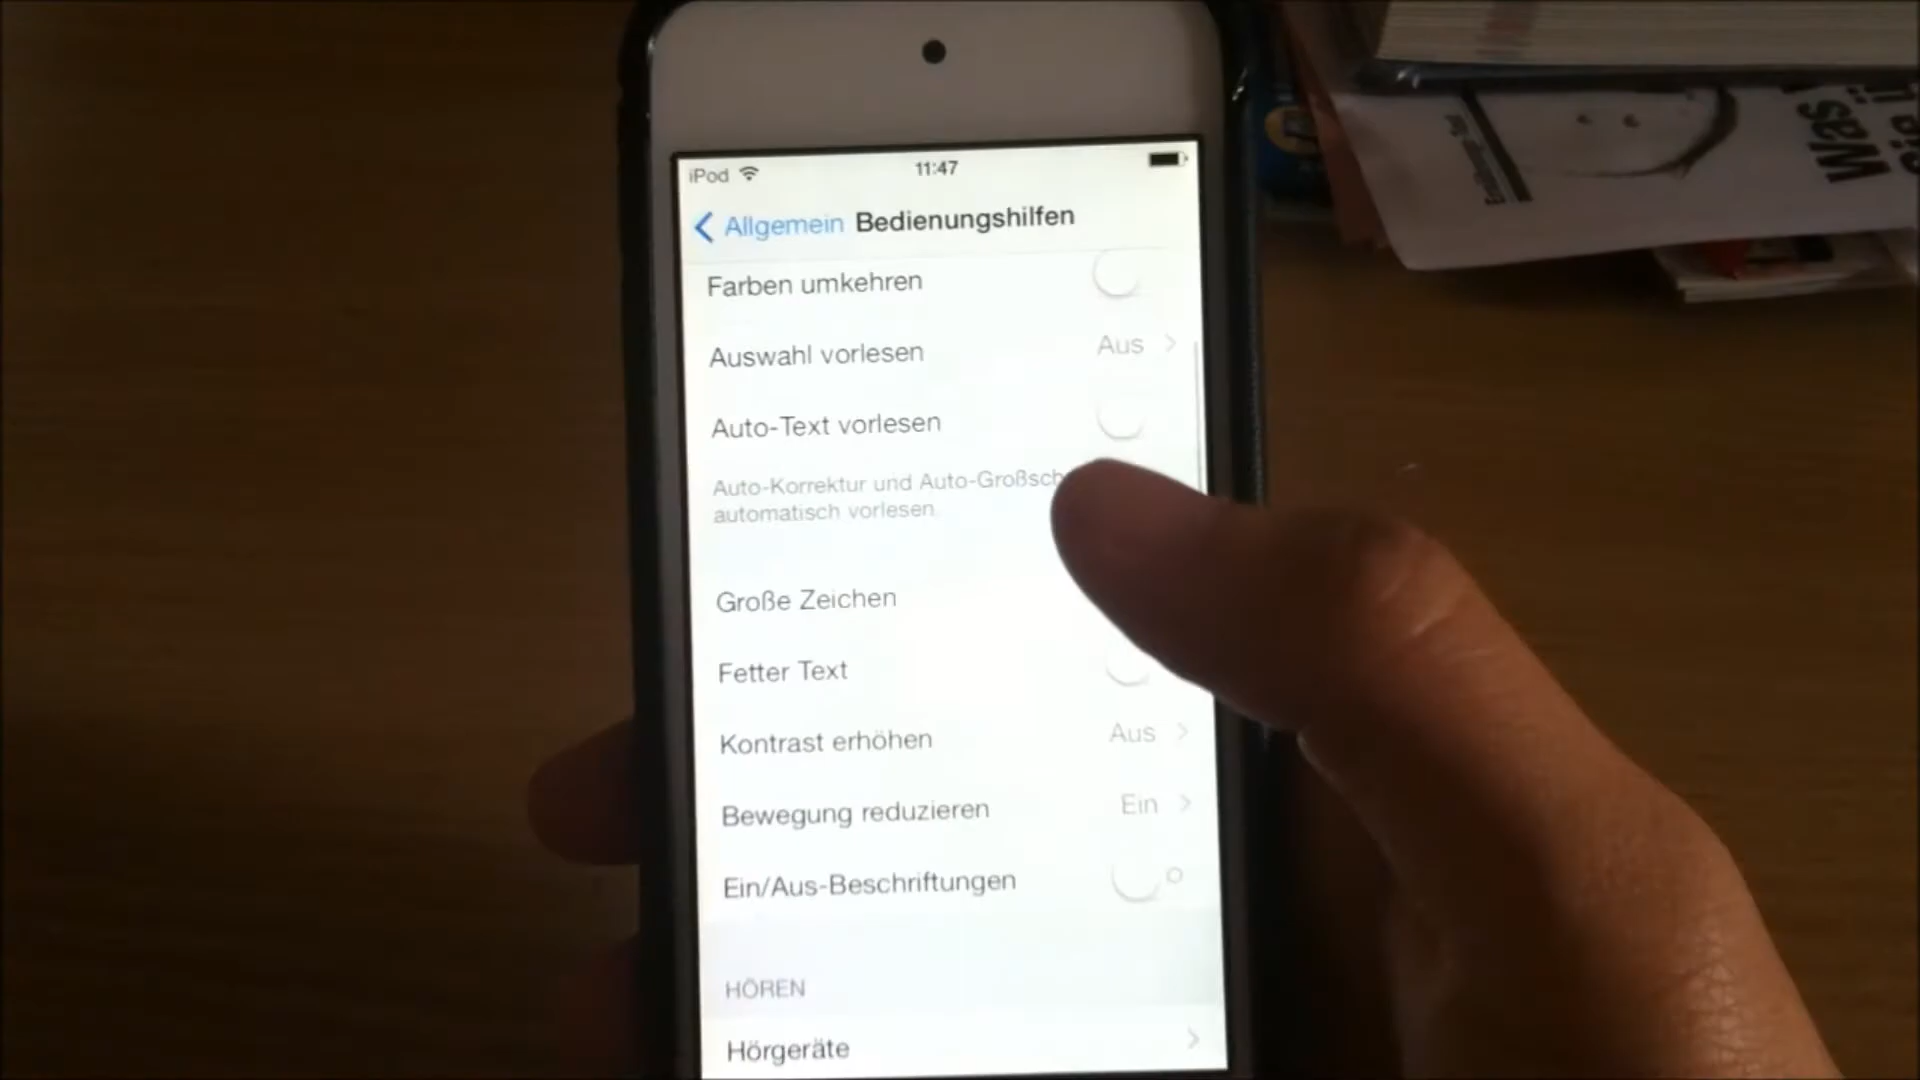 iPod 11:47
Allgemein Bedienungshilfen
Farben umkehren
Auswahl vorlesen Aus
Auto-Text vorlesen
Auto-Korrektur und Auto-Großsch
automatisch vorlesen.
Große Zeichen
Fetter Text
Kontrast erhöhen Aus
Bewegung reduzieren Ein
Ein/Aus-Beschriftungen
HÖREN
Hörgeräte
Was